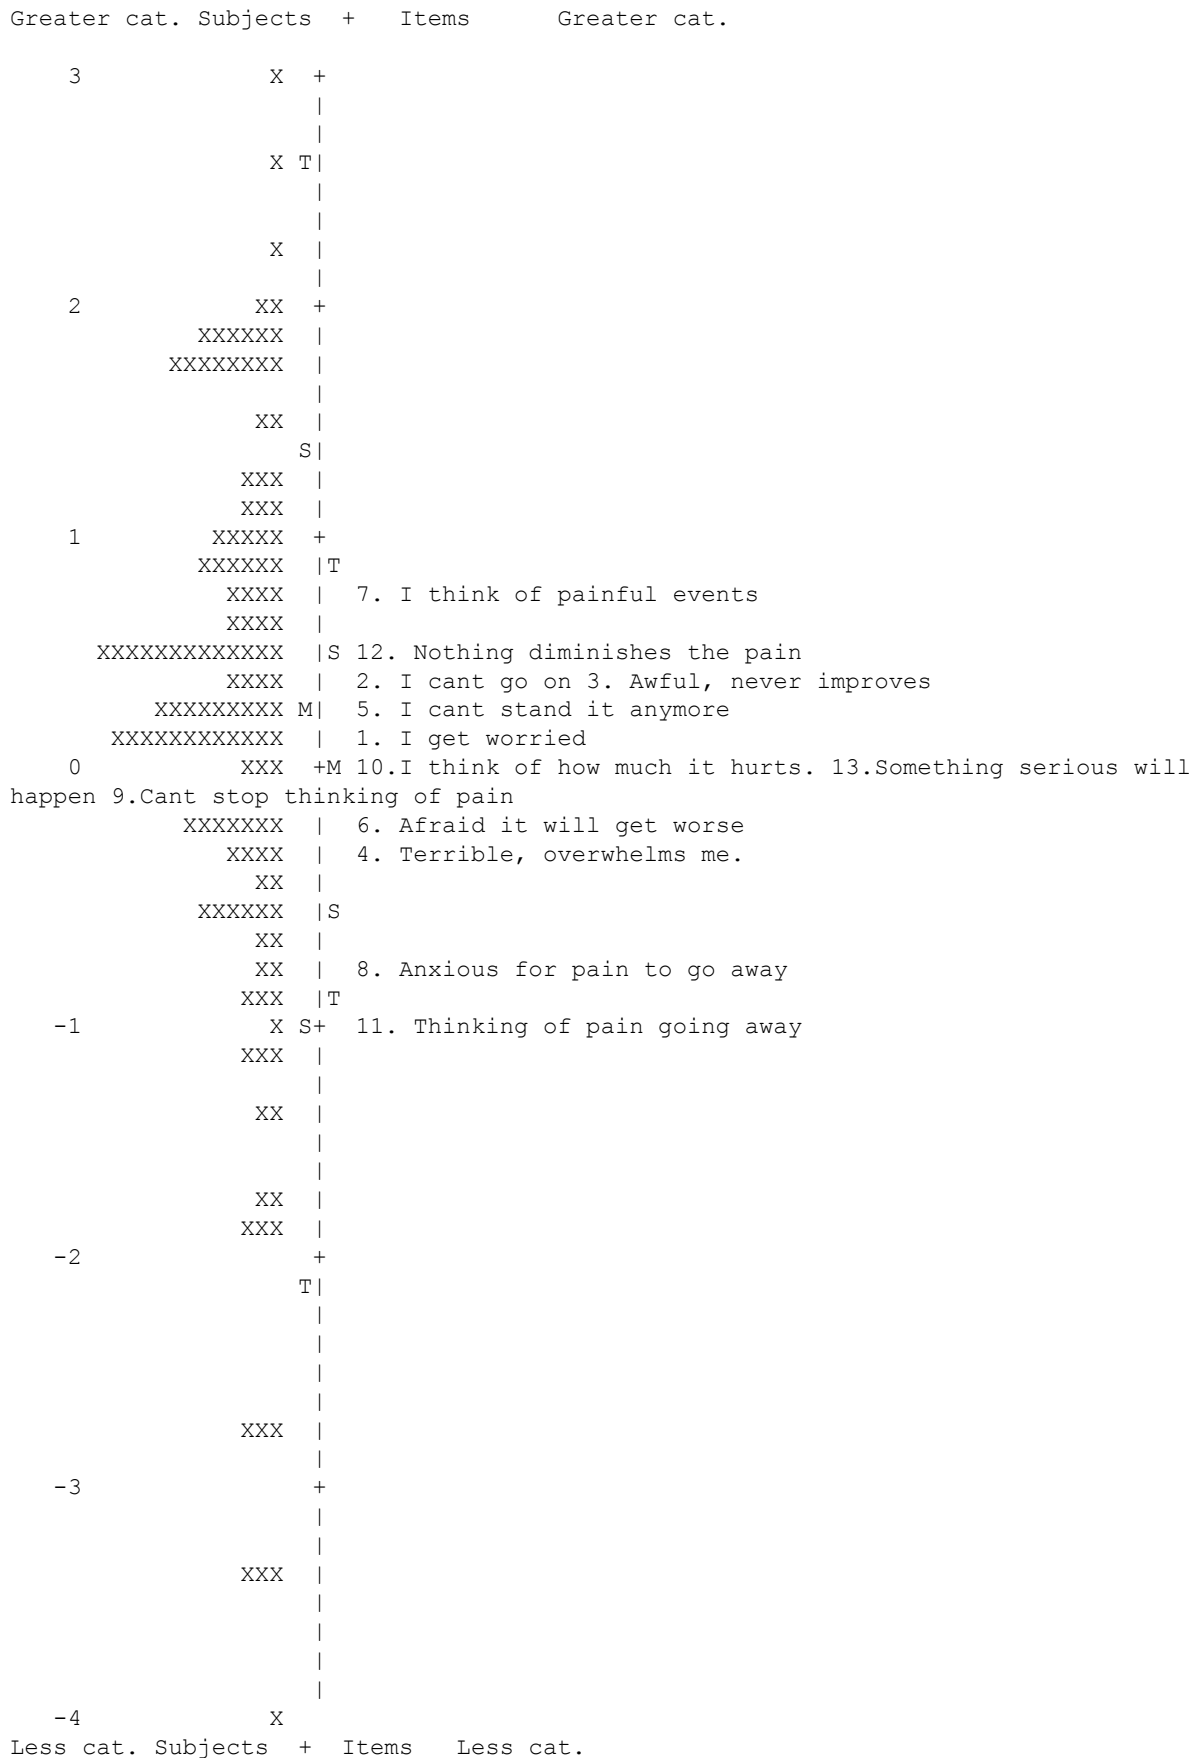 Greater cat. Subjects  +   Items      Greater cat.
    3             X  +
                     |
                     |
                  X T|
                     |
                     |
                  X  |
                     |
    2            XX  +
             XXXXXX  |
           XXXXXXXX  |
                     |
                 XX  |
                    S|
                XXX  |
                XXX  |
    1         XXXXX  +
             XXXXXX  |T
               XXXX  |  7. I think of painful events
               XXXX  |
      XXXXXXXXXXXXX  |S 12. Nothing diminishes the pain
               XXXX  |  2. I cant go on 3. Awful, never improves
          XXXXXXXXX M|  5. I cant stand it anymore
       XXXXXXXXXXXX  |  1. I get worried
    0           XXX  +M 10.I think of how much it hurts. 13.Something serious will
happen 9.Cant stop thinking of pain
            XXXXXXX  |  6. Afraid it will get worse
               XXXX  |  4. Terrible, overwhelms me.
                 XX  |
             XXXXXX  |S
                 XX  |
                 XX  |  8. Anxious for pain to go away
                XXX  |T
   -1             X S+  11. Thinking of pain going away
                XXX  |
                     |
                 XX  |
                     |
                     |
                 XX  |
                XXX  |
   -2                +
                    T|
                     |
                     |
                     |
                     |
                XXX  |
                     |
   -3                +
                     |
                     |
                XXX  |
                     |
                     |
                     |
                     |
   -4             X
Less cat. Subjects  +  Items   Less cat.